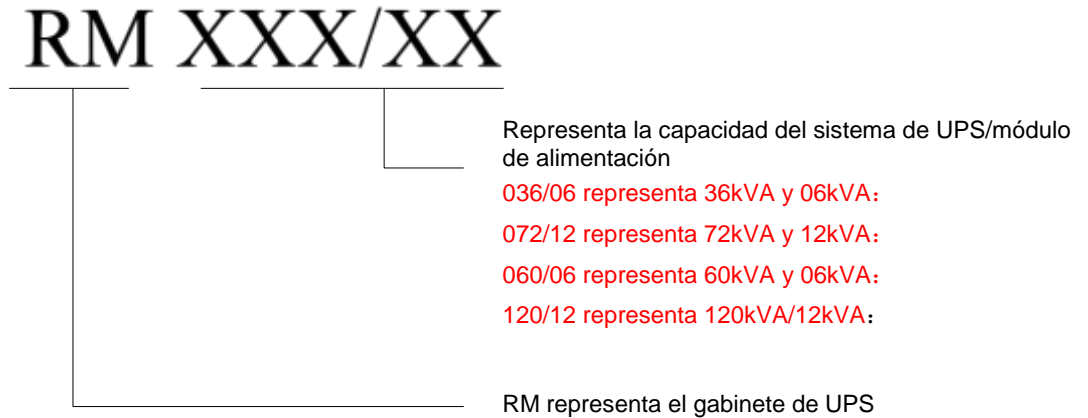 RM XXX/XX
Representa la capacidad del sistema de UPS/módulo
de alimentación
036/06 representa 36kVA y 06kVA：
072/12 representa 72kVA y 12kVA：
060/06 representa 60kVA y 06kVA：
120/12 representa 120kVA/12kVA：
RM representa el gabinete de UPS